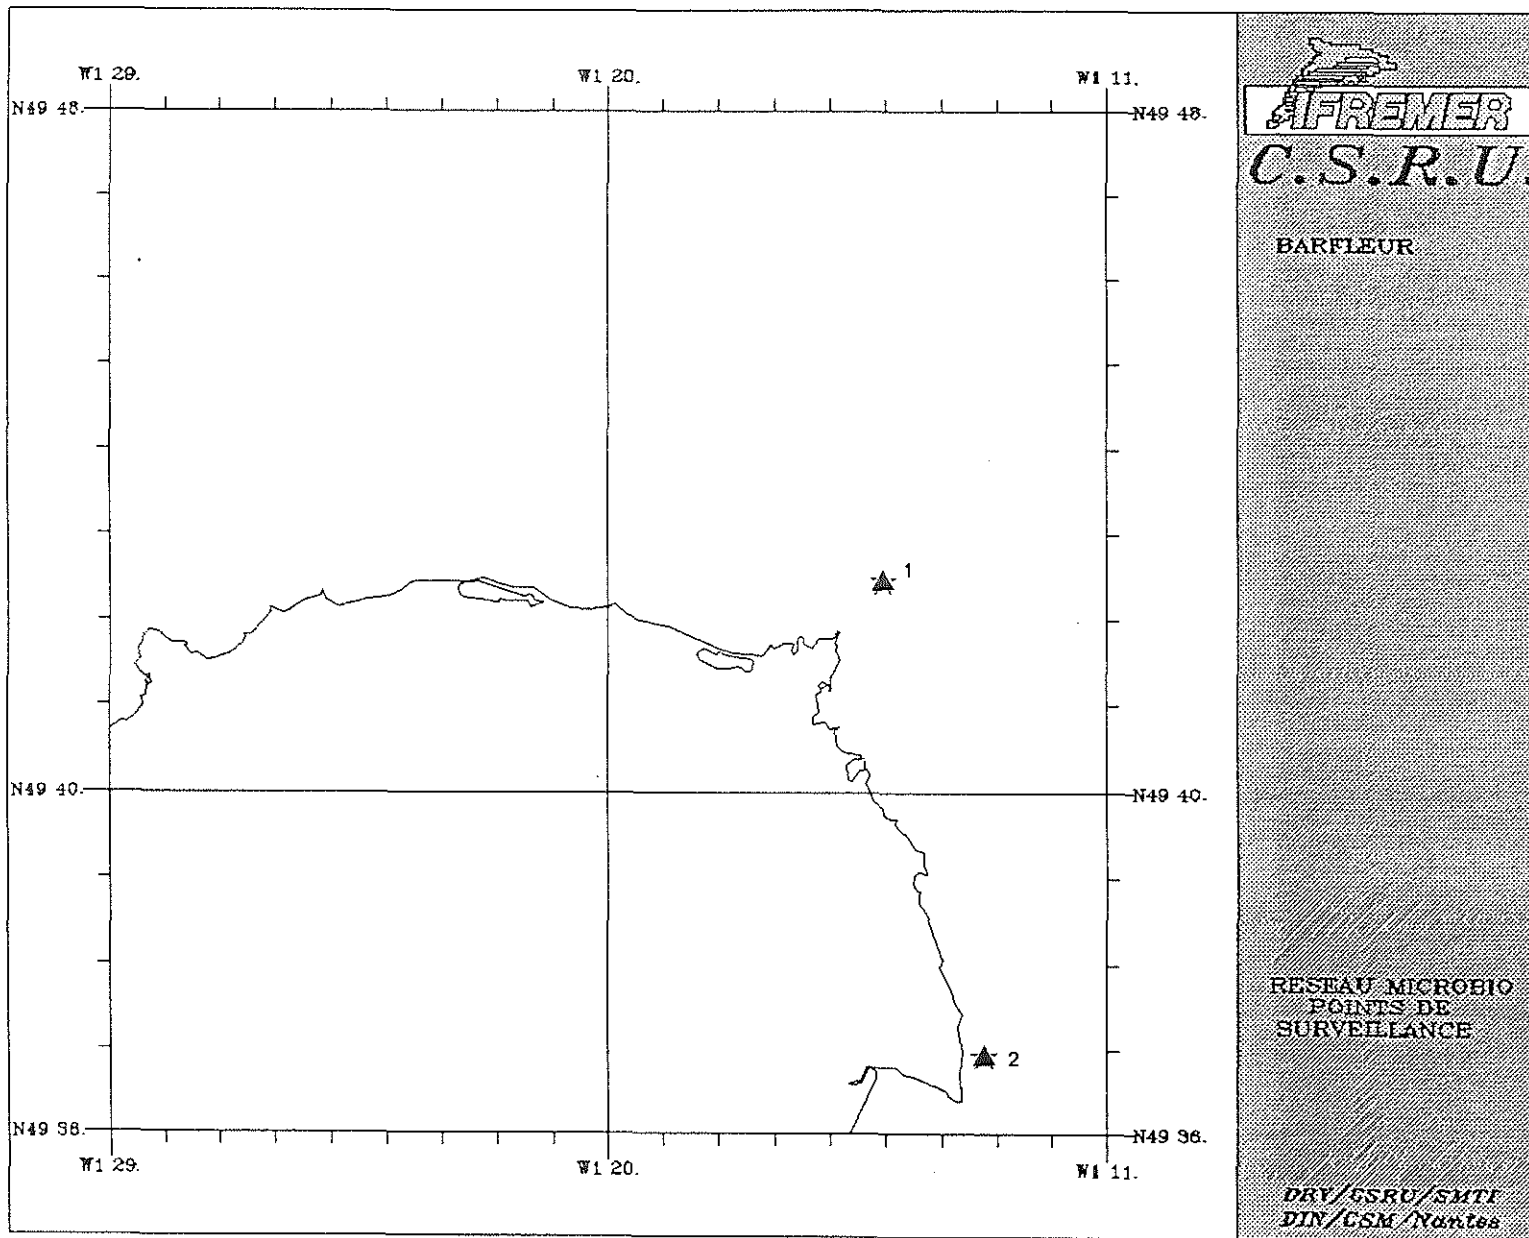 W1 29.
W1 20.
W1 11.
N49 48.
N49 48.
IFREMER
C.S.R.U.
BARFLEUR
1
N49 40.
N49 40.
RESEAU MICROBIO
POINTS DE
SURVEILLANCE
2
N49 36.
N49 36.
W1 29.
W1 20.
W1 11.
DRV/CSRU/SMTI
DIN/CSM/Nantes